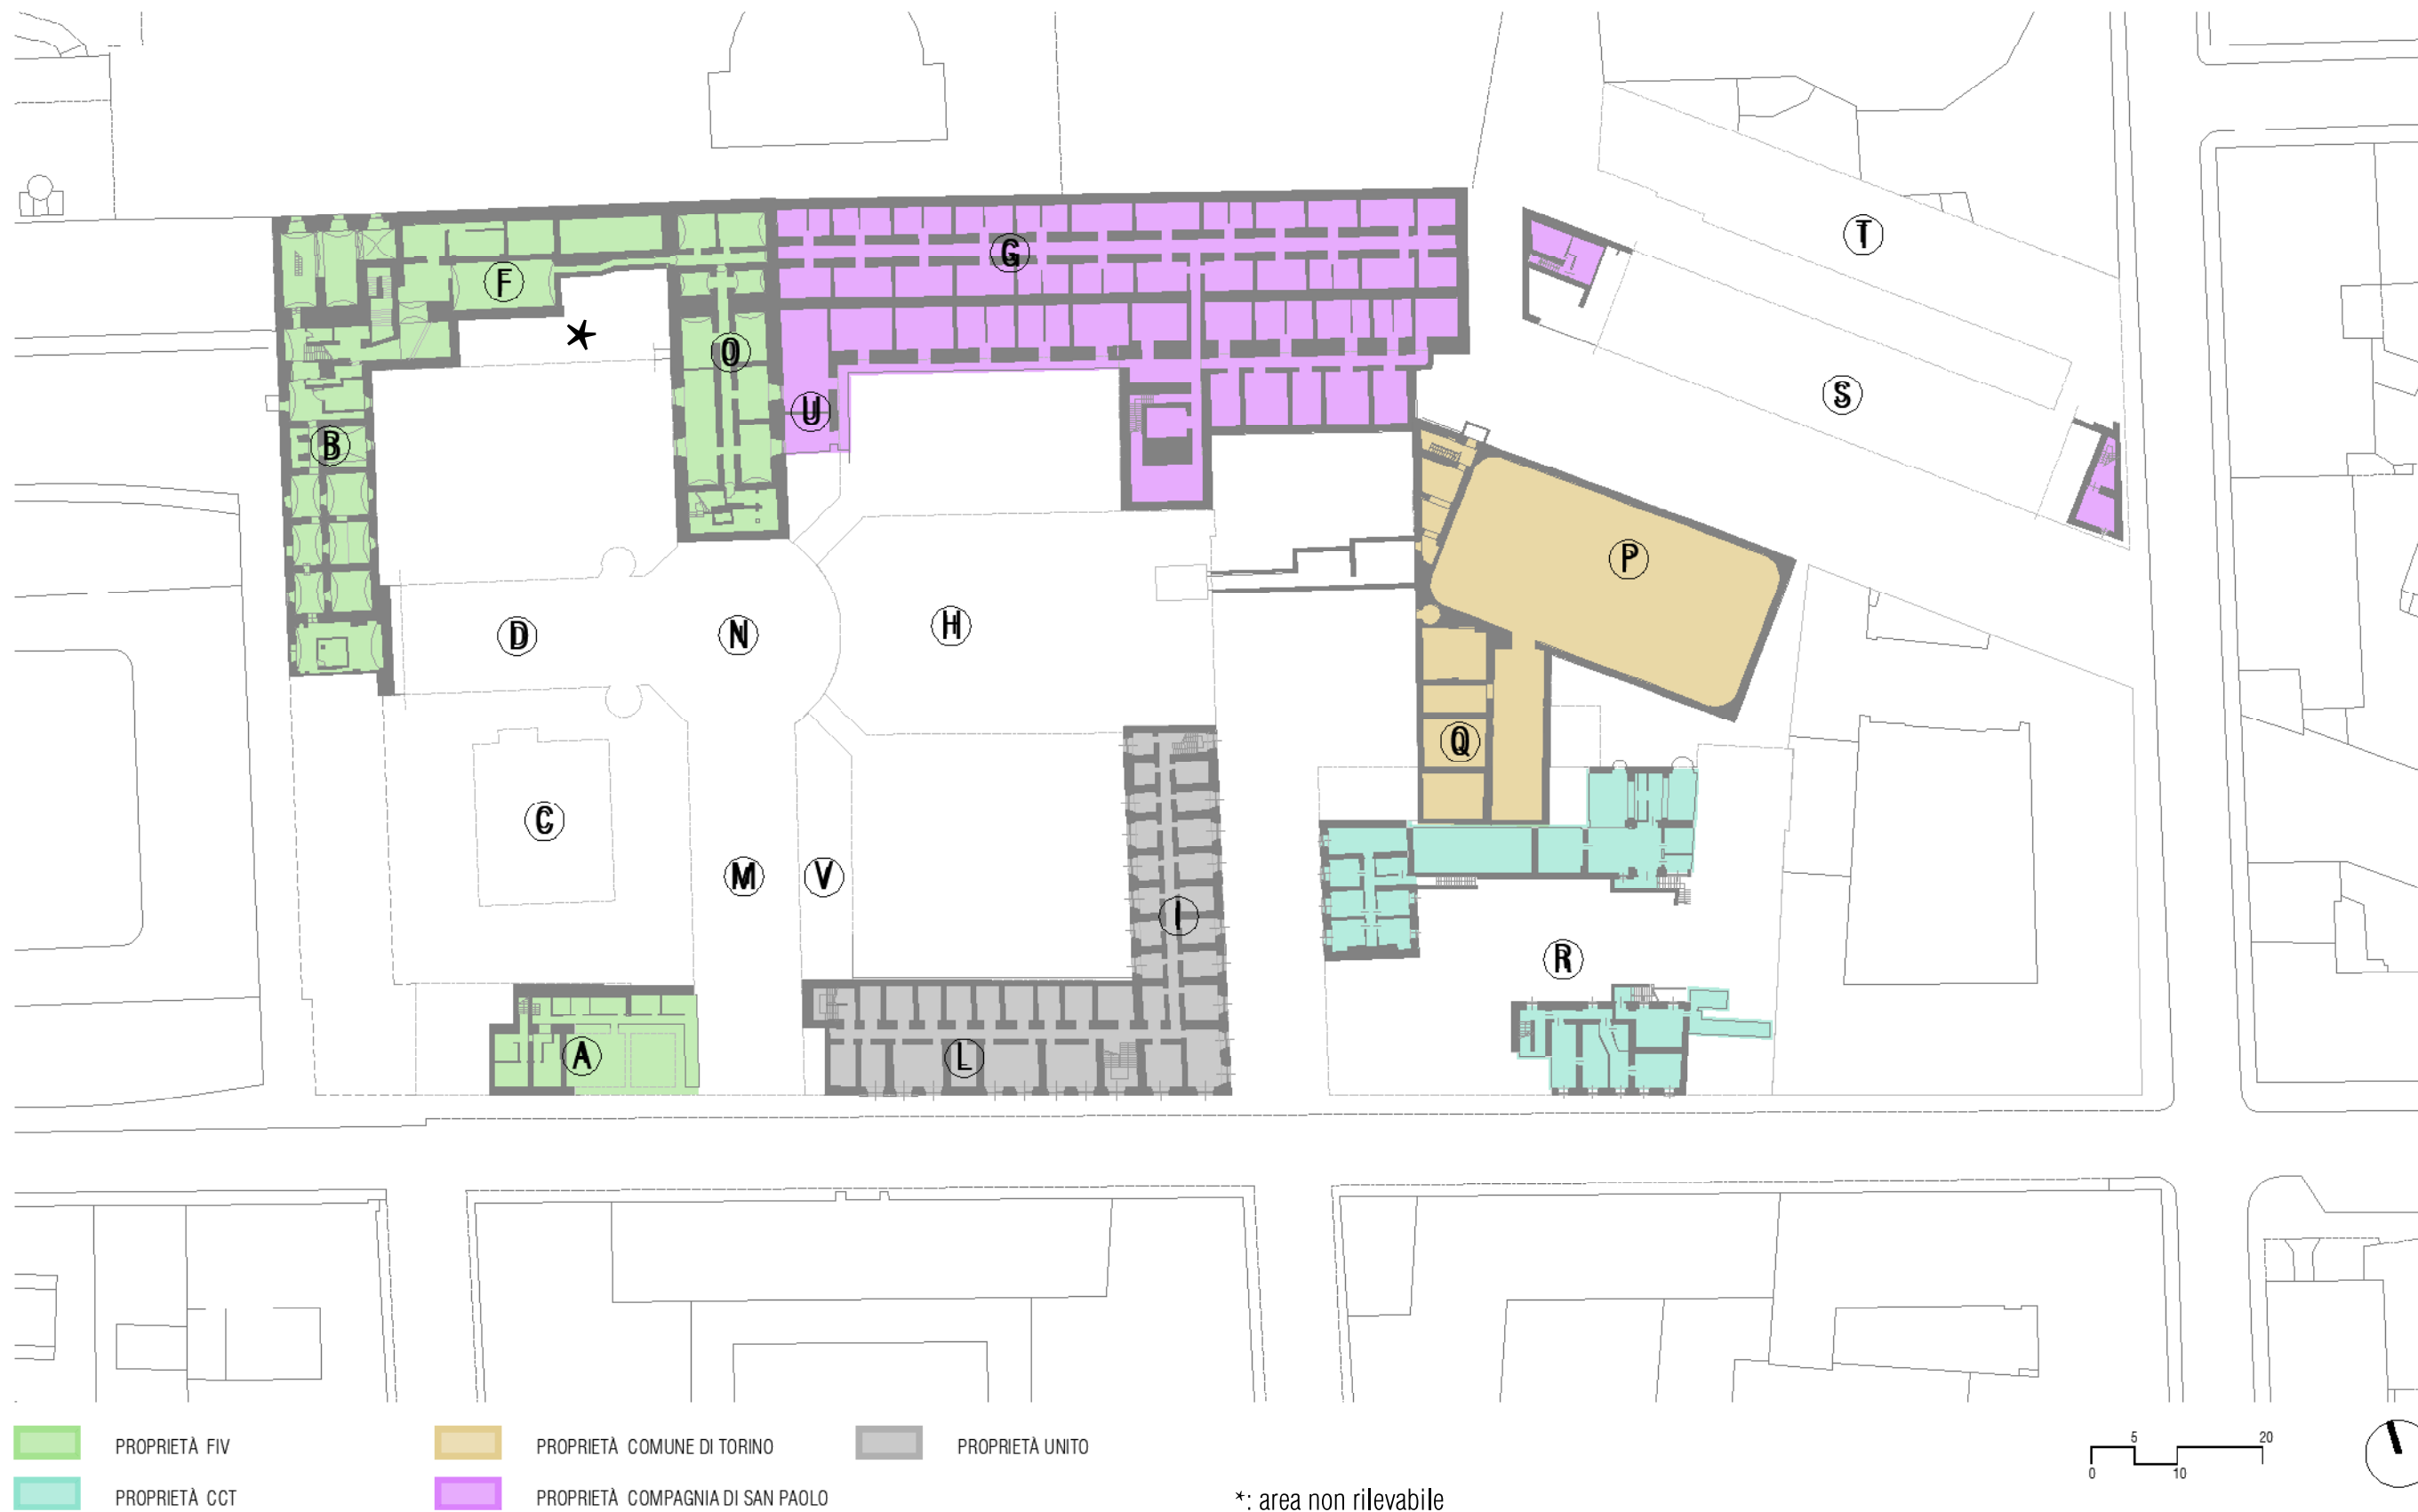 T
G
F
O
S
U
B
P
D
N
H
Q
C
M
V
I
R
A
L
PROPRIETÀ FIV
PROPRIETÀ COMUNE DI TORINO
PROPRIETÀ UNITO
5
20
0
10
PROPRIETÀ CCT
PROPRIETÀ COMPAGNIA DI SAN PAOLO
*: area non rilevabile